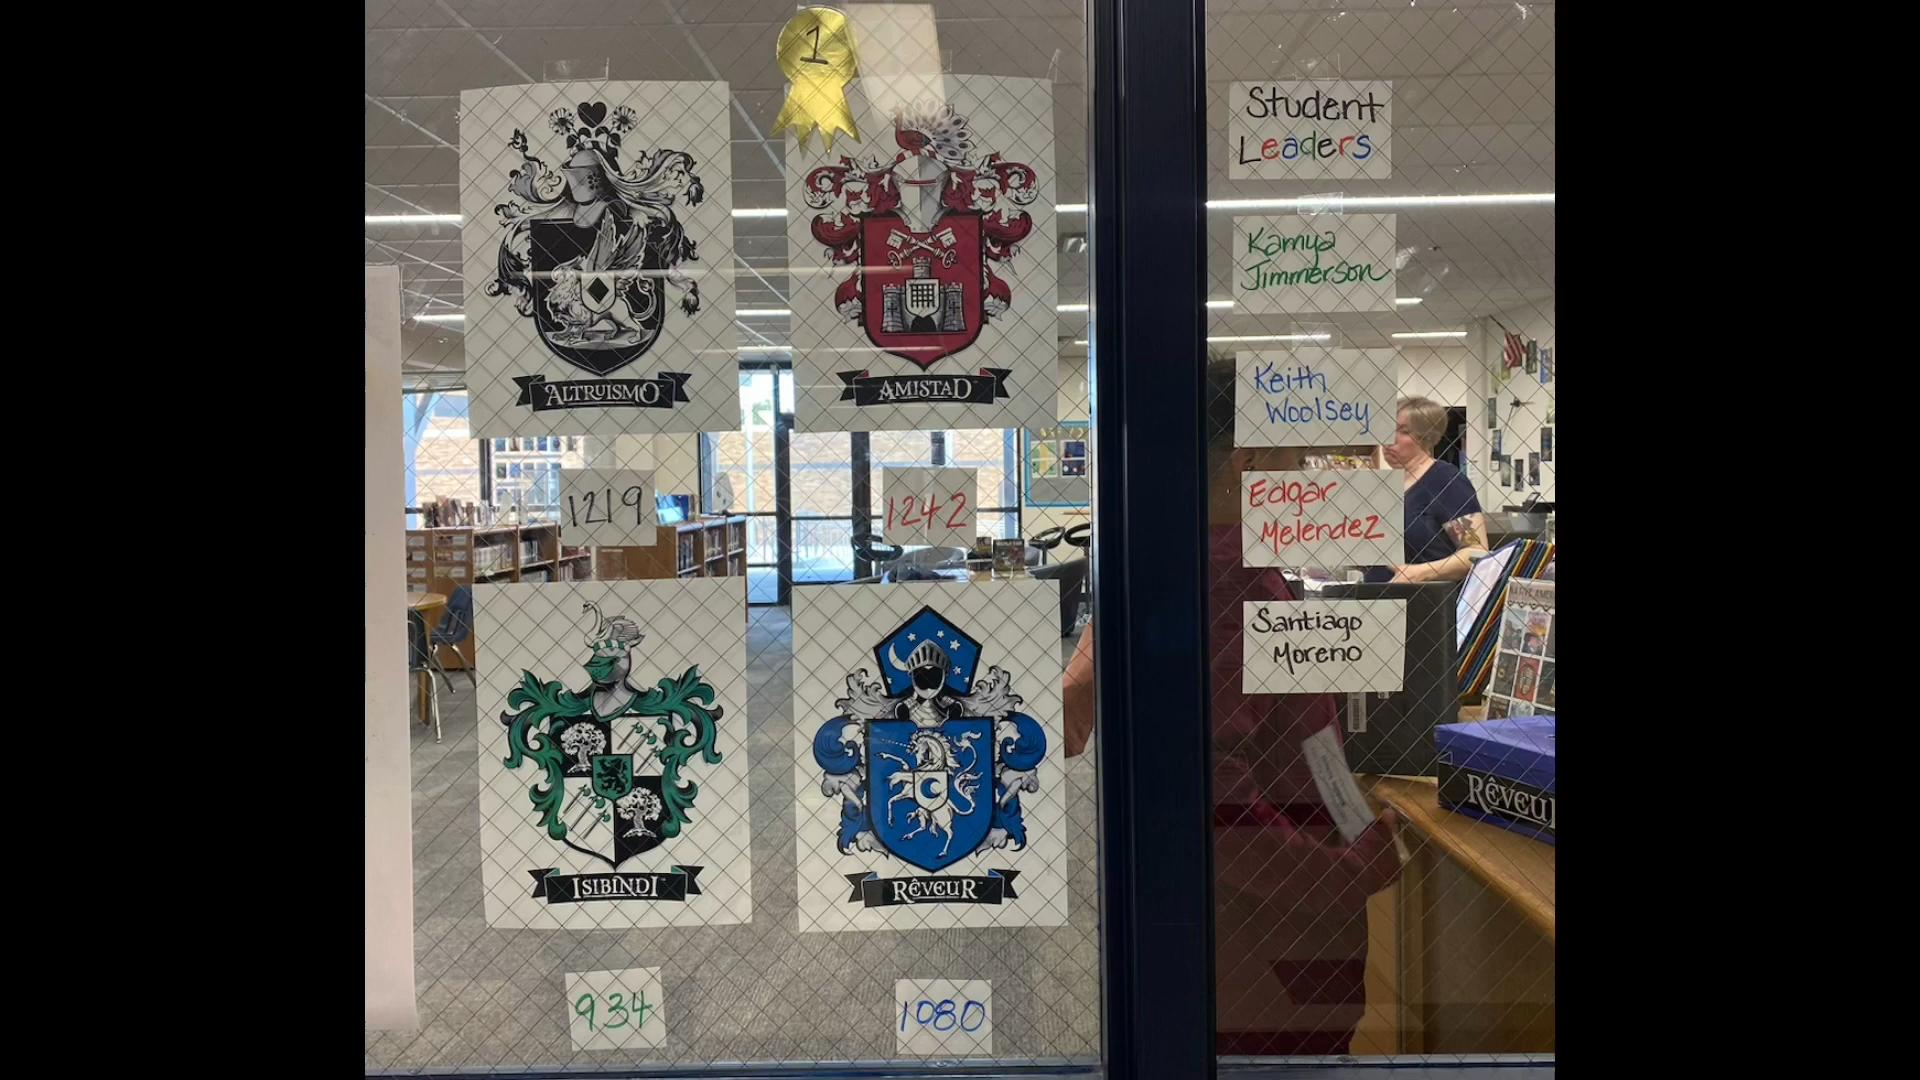 1
ALTRUISMO
AMISTAD
1219
1242
ISIBINDI
RÊVEUR
934
1080
Student
Leaders
Kamya
Jimmerson
Keith
Woolsey
Edgar
Melendez
Santiago
Moreno
RÊVEU